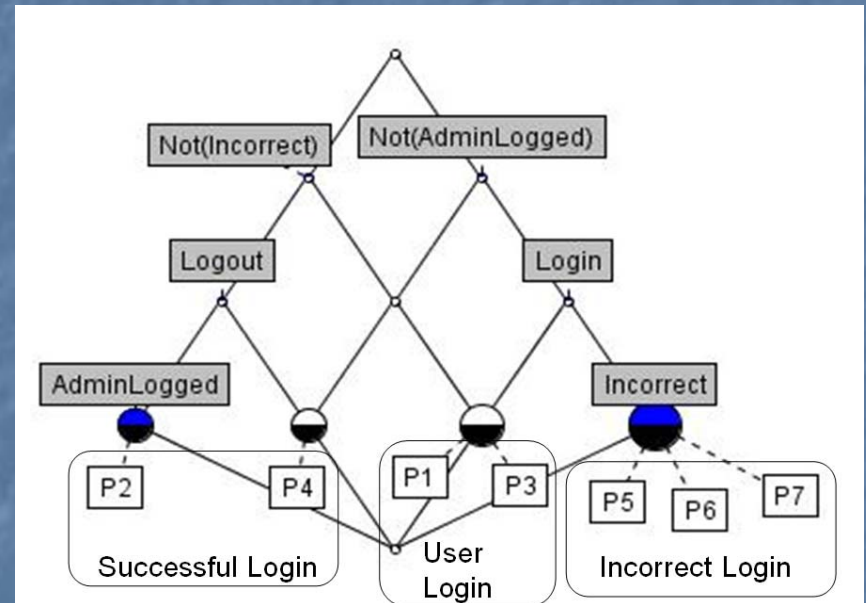 Not(Incorrect)
Not(AdminLogged)
Logout
Login
AdminLogged
Incorrect
P2
P4
P1
P3
P5
P6
P7
Successful Login
User
Login
Incorrect Login